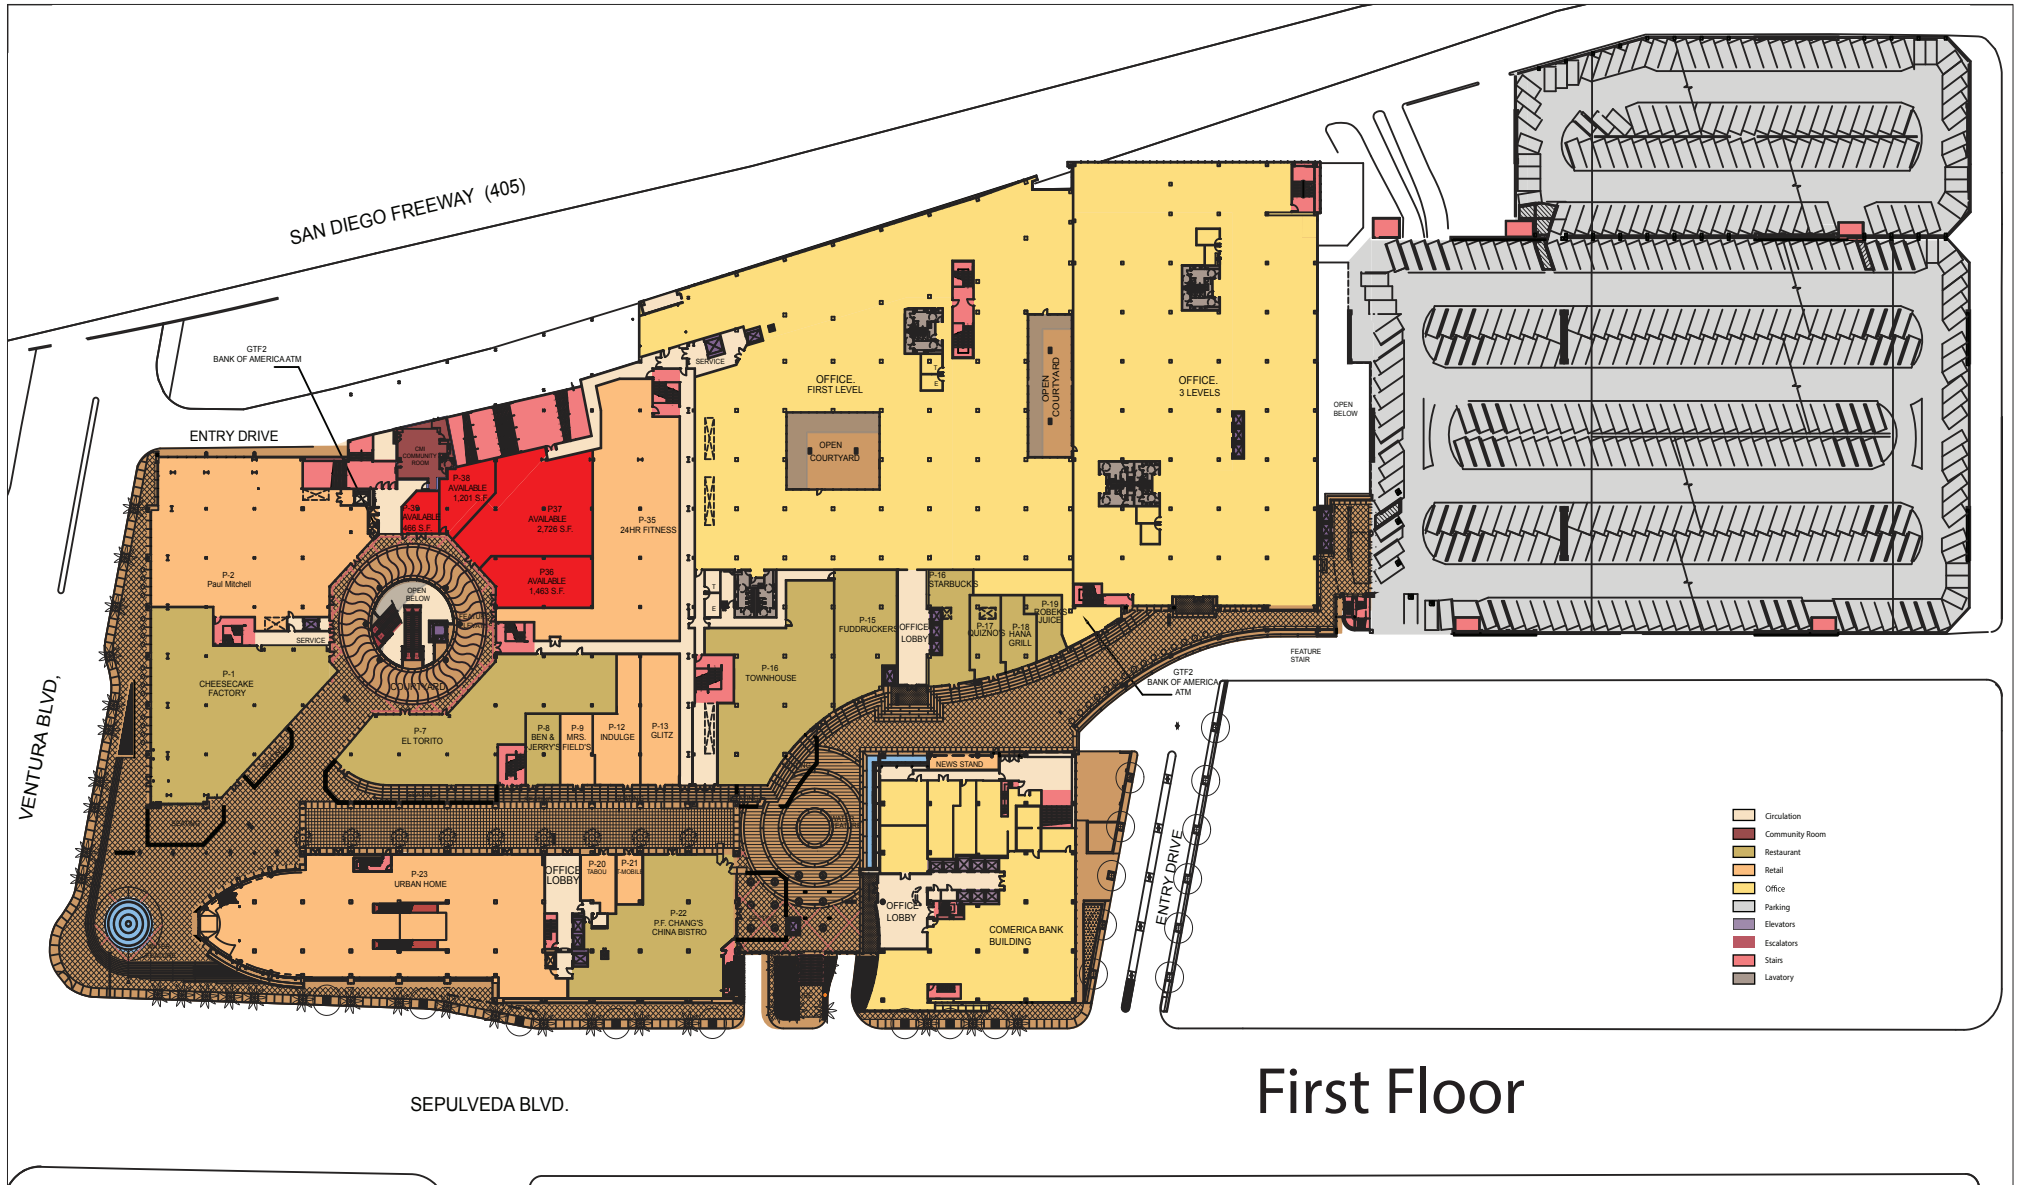 SAN DIEGO FREEWAY (405)
GTF2
BANK OF AMERICA ATM
ENTRY DRIVE
VENTURA BLVD,
SERVICE
OFFICE.
FIRST LEVEL
OPEN
COURTYARD
OPEN
COURTYARD
OFFICE.
3 LEVELS
OPEN
BELOW
T
E
CMI
COMMUNITY
ROOM
P-38
AVAILABLE
1,201 S.F.
P-39
AVAILABLE
466 S.F.
P37
AVAILABLE
2,726 S.F.
P36
AVAILABLE
1,463 S.F.
P-35
24HR FITNESS
P-2
Paul Mitchell
OPEN
BELOW
SERVICE
COURTYARD
P-1
CHEESECAKE
FACTORY
P-7
EL TORITO
P-8
BEN &
JERRY'S
P-9
MRS.
FIELD'S
P-12
INDULGE
P-13
GLITZ
T
E
P-16
TOWNHOUSE
P-15
FUDDRUCKERS
OFFICE
LOBBY
P-16
STARBUCK'S
P-17
QUIZNO'S
P-18
HANA
GRILL
P-19
ROBEKS
JUICE
GTF2
BANK OF AMERICA
ATM
FEATURE
STAIR
NEWS STAND
SEATING
P-23
URBAN HOME
OFFICE
LOBBY
P-20
TABOU
P-21
T-MOBILE
P-22
P.F. CHANG'S
CHINA BISTRO
OFFICE
LOBBY
COMERICA BANK
BUILDING
ENTRY DRIVE
Circulation
Community Room
Restaurant
Retail
Office
Parking
Elevators
Escalators
Stairs
Lavatory
First Floor
SEPULVEDA BLVD.